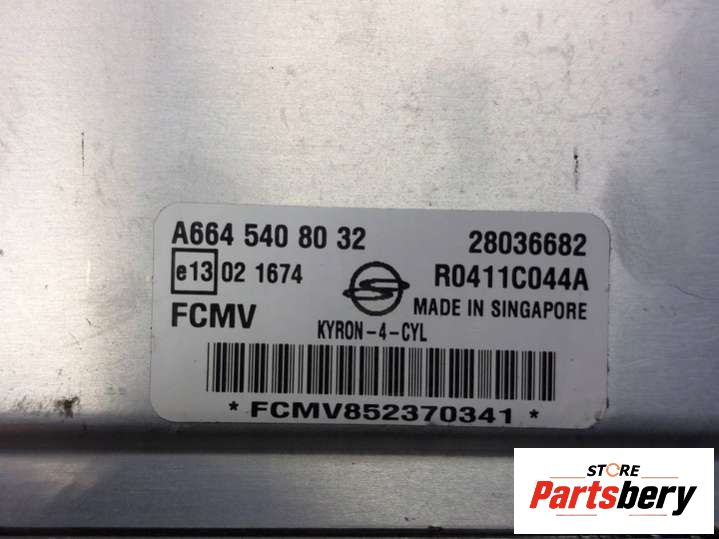 A664 540 80 32 28036682
e13 02 1674 R0411C044A
FCMV MADE IN SINGAPORE
KYRON-4-CYL
* FCMV852370341 *
STORE
Partsbery